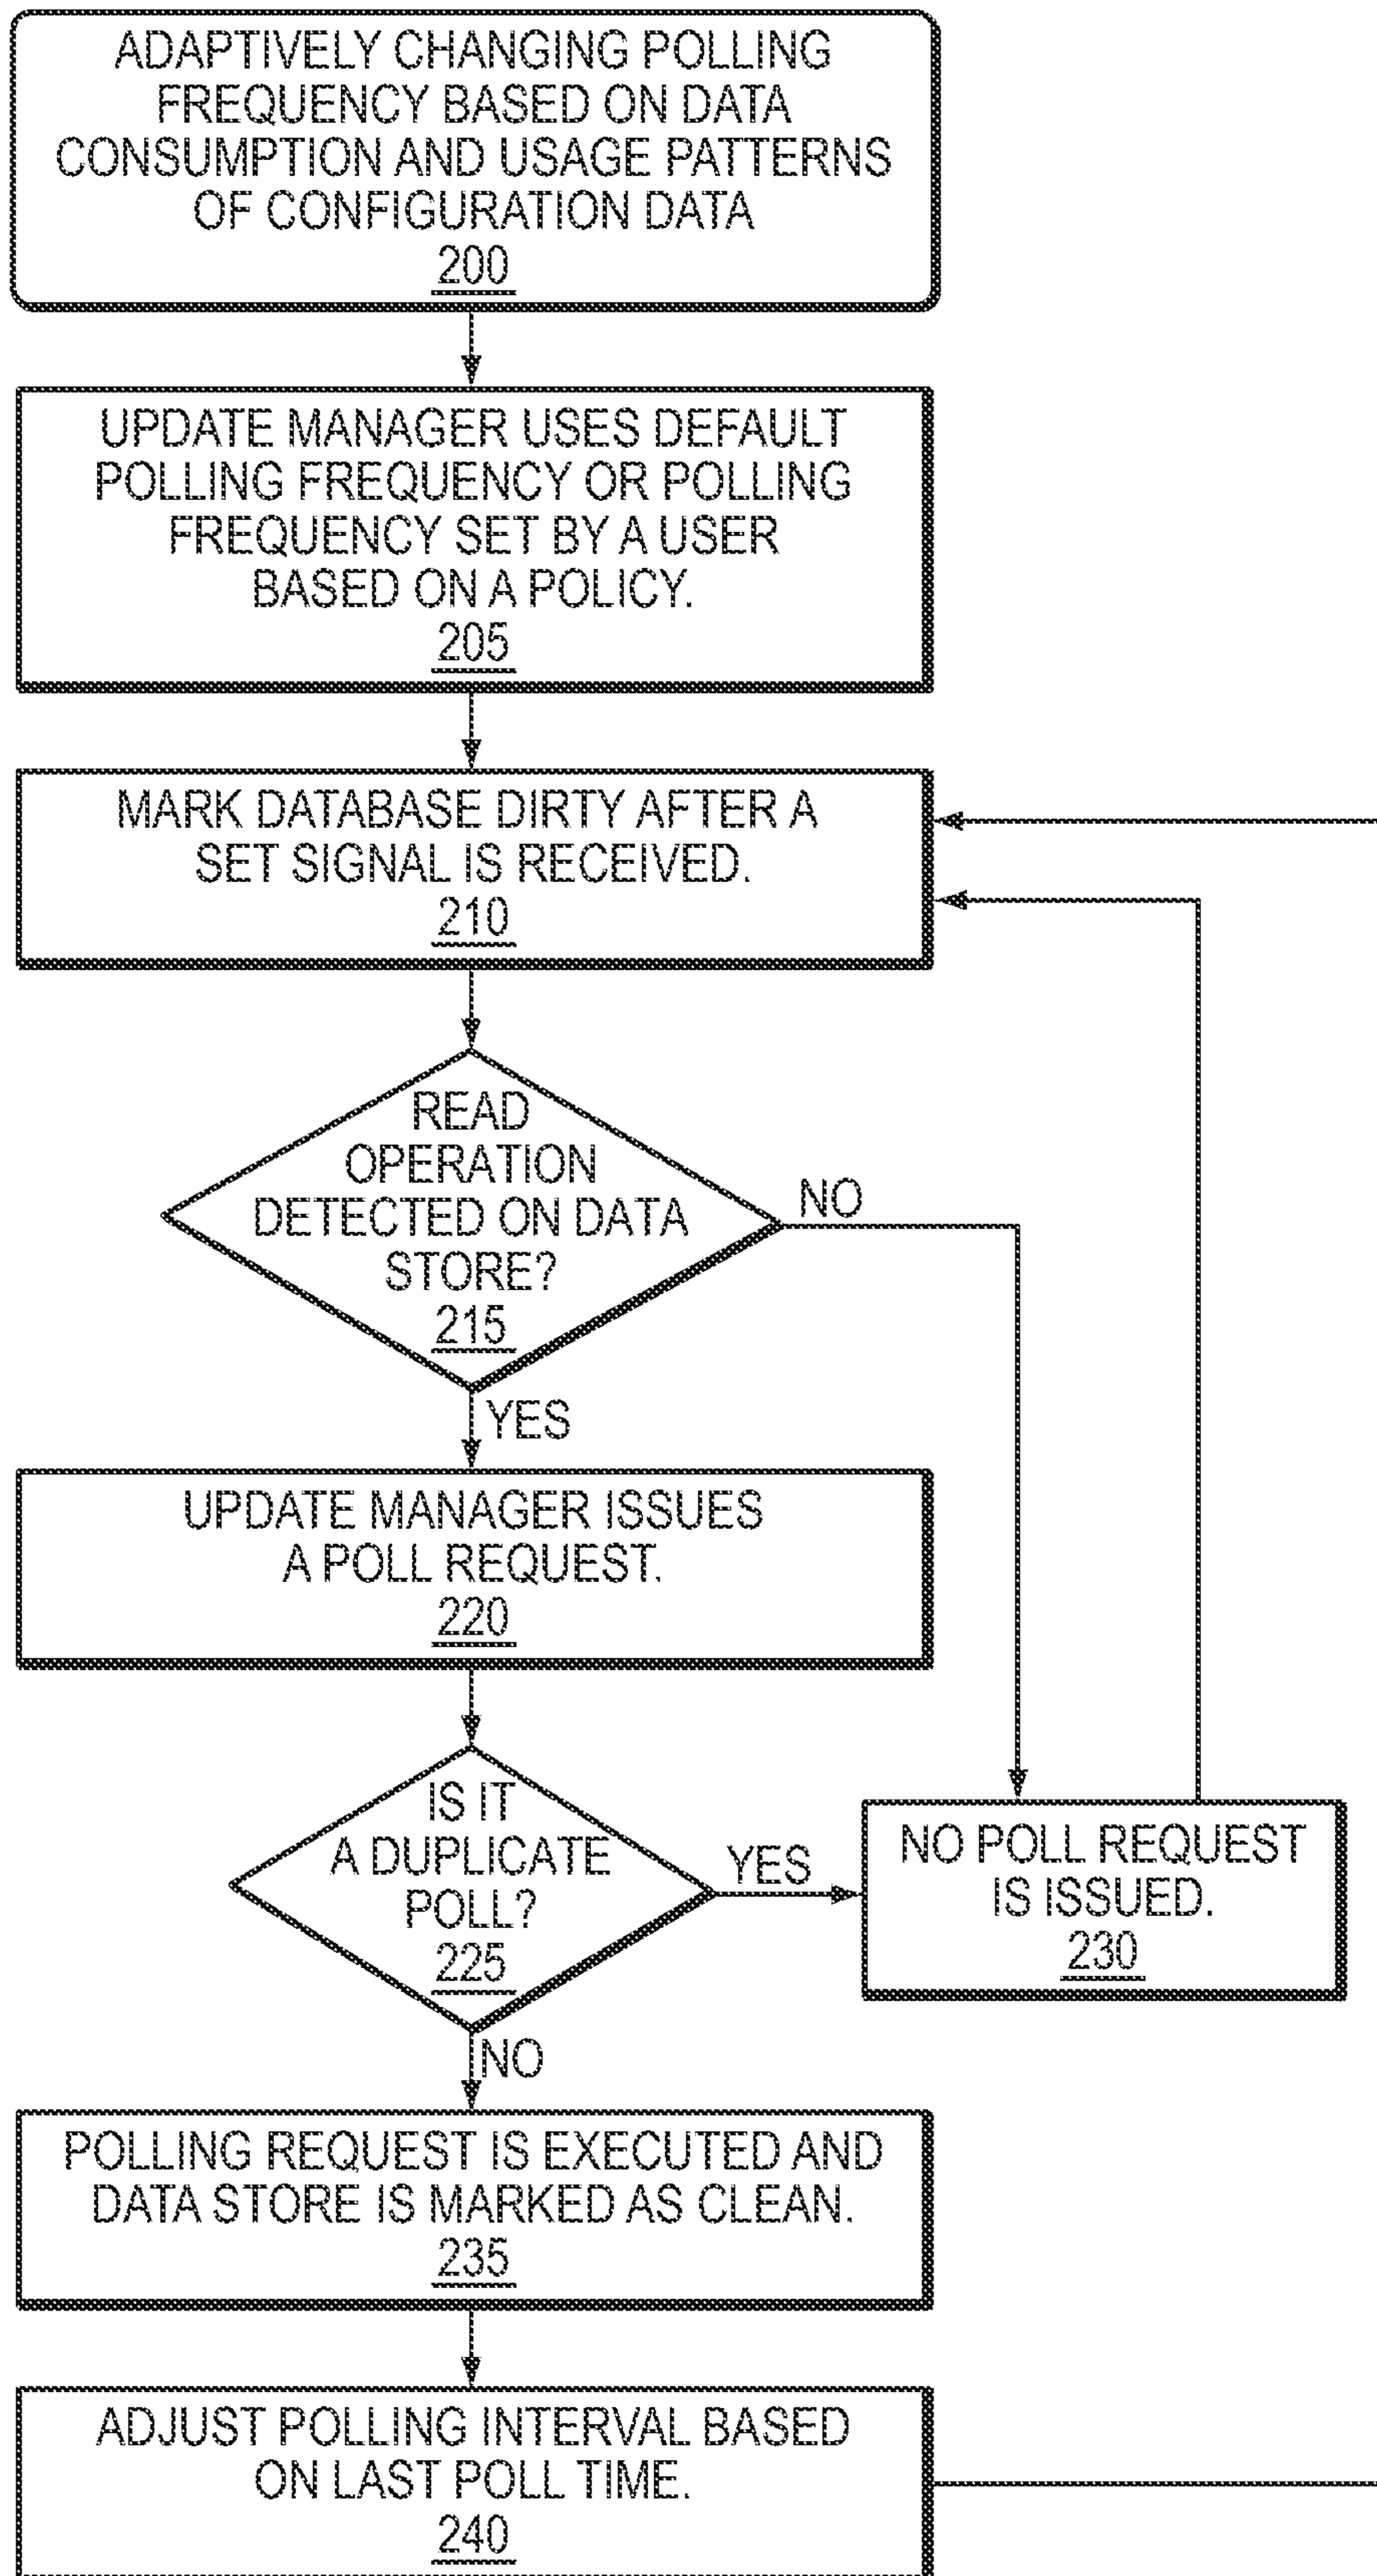 ADAPTIVELY CHANGING POLLING
FREQUENCY BASED ON DATA
CONSUMPTION AND USAGE PATTERNS
OF CONFIGURATION DATA
200
UPDATE MANAGER USES DEFAULT
POLLING FREQUENCY OR POLLING
FREQUENCY SET BY A USER
BASED ON A POLICY.
205
MARK DATABASE DIRTY AFTER A
SET SIGNAL IS RECEIVED.
210
READ
OPERATION
DETECTED ON DATA
STORE?
215
NO
YES
UPDATE MANAGER ISSUES
A POLL REQUEST.
220
IS IT
A DUPLICATE
POLL?
225
YES
NO POLL REQUEST
IS ISSUED.
230
NO
POLLING REQUEST IS EXECUTED AND
DATA STORE IS MARKED AS CLEAN.
235
ADJUST POLLING INTERVAL BASED
ON LAST POLL TIME.
240